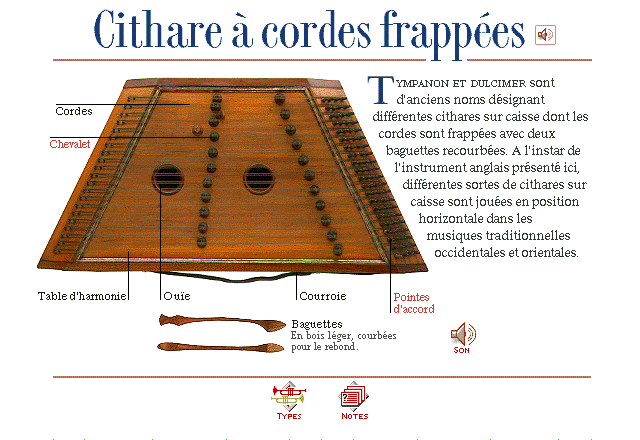 Cithare à cordes frappées
TYMPANON ET DULCIMER sont
d'anciens noms désignant
différentes cithares sur caisse dont les
cordes sont frappées avec deux
baguettes recourbées. A l'instar de
l'instrument anglais présenté ici,
différentes sortes de cithares sur
caisse sont jouées en position
horizontale dans les
musiques traditionnelles
occidentales et orientales.
Cordes
Chevalet
Table d'harmonie
Ouïe
Courroie
Pointes
d'accord
Baguettes
En bois léger, courbées
pour le rebond.
SON
TYPES
NOTES